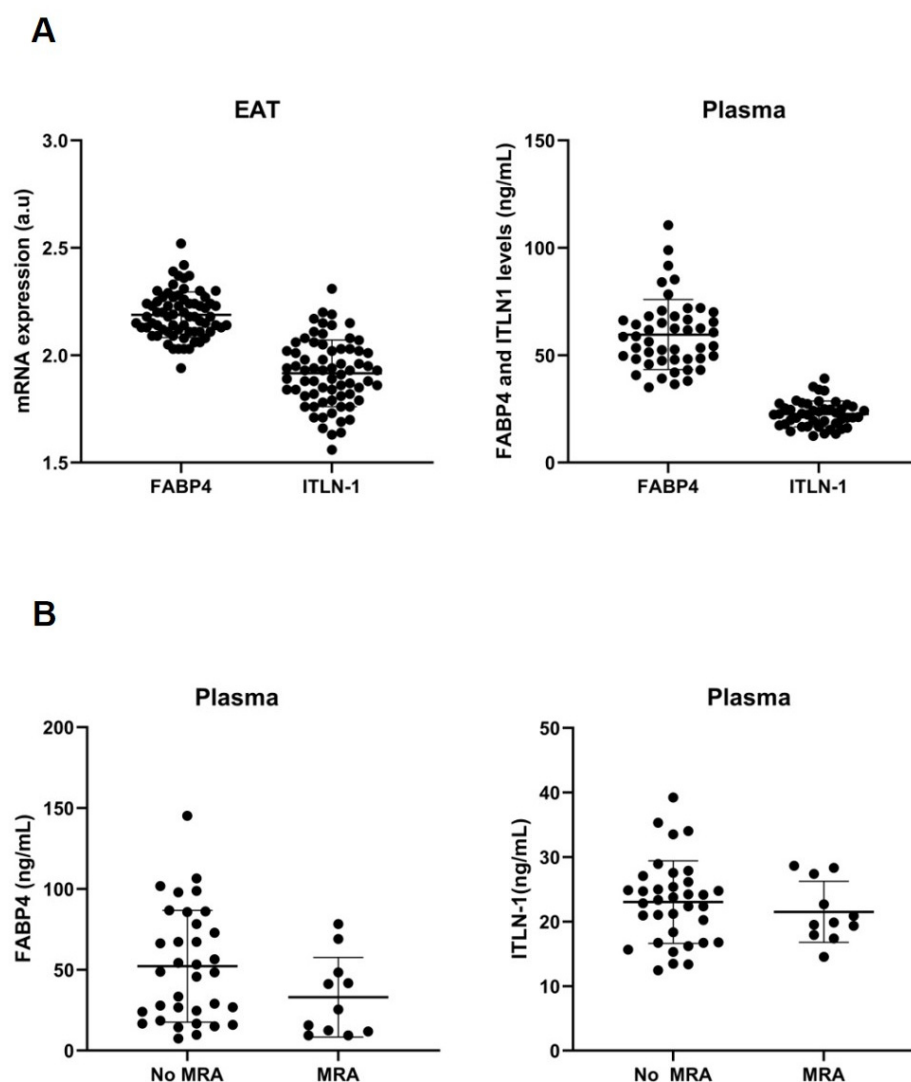 A
EAT
3.0
2.5
2.0
1.5
mRNA expression (a.u)
FABP4
ITLN-1
Plasma
150
100
50
0
FABP4 and ITLN1 levels (ng/mL)
FABP4
ITLN-1
B
Plasma
200
150
100
50
0
FABP4 (ng/mL)
No MRA
MRA
Plasma
50
40
30
20
10
0
ITLN-1(ng/mL)
No MRA
MRA